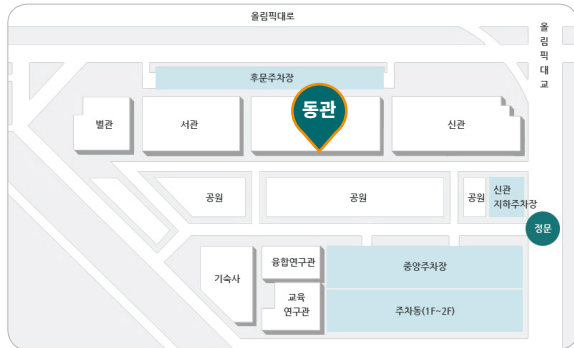 올림픽대로
올
림
픽
대
교
후문주차장
별관
서관
동관
신관
공원
공원
공원
신관
지하주차장
정문
기숙사
융합연구관
교육
연구관
중앙주차장
주차동(1F~2F)